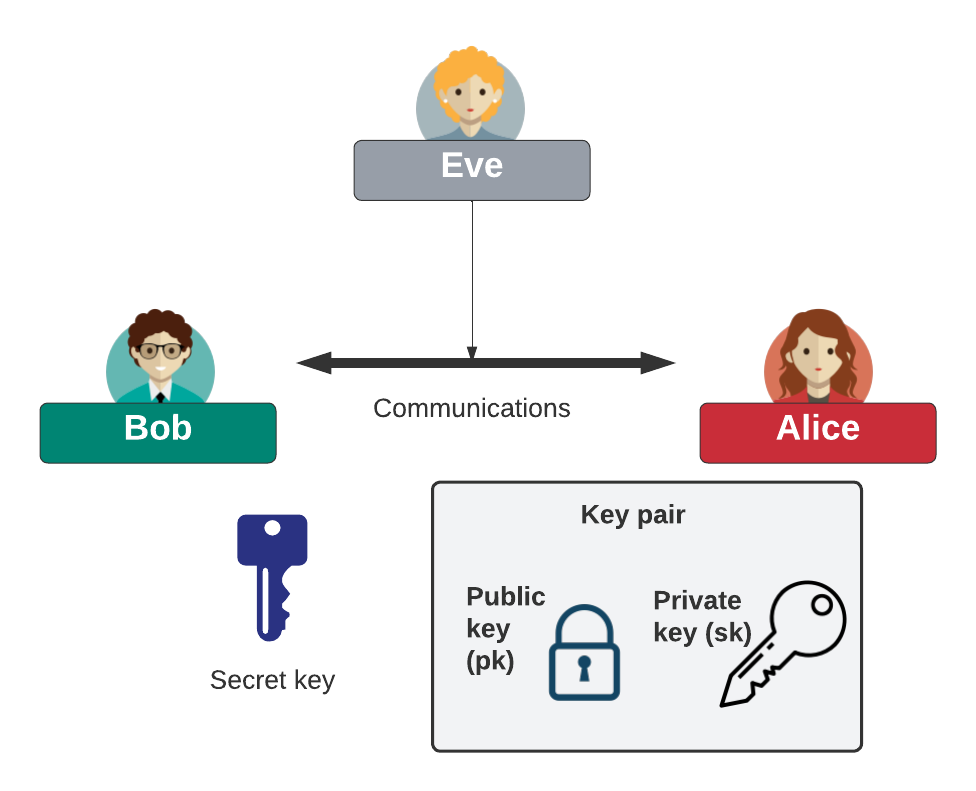 Eve
Communications
Bob
Alice
Key pair
Public
key
(pk)
Private
key (sk)
Secret key